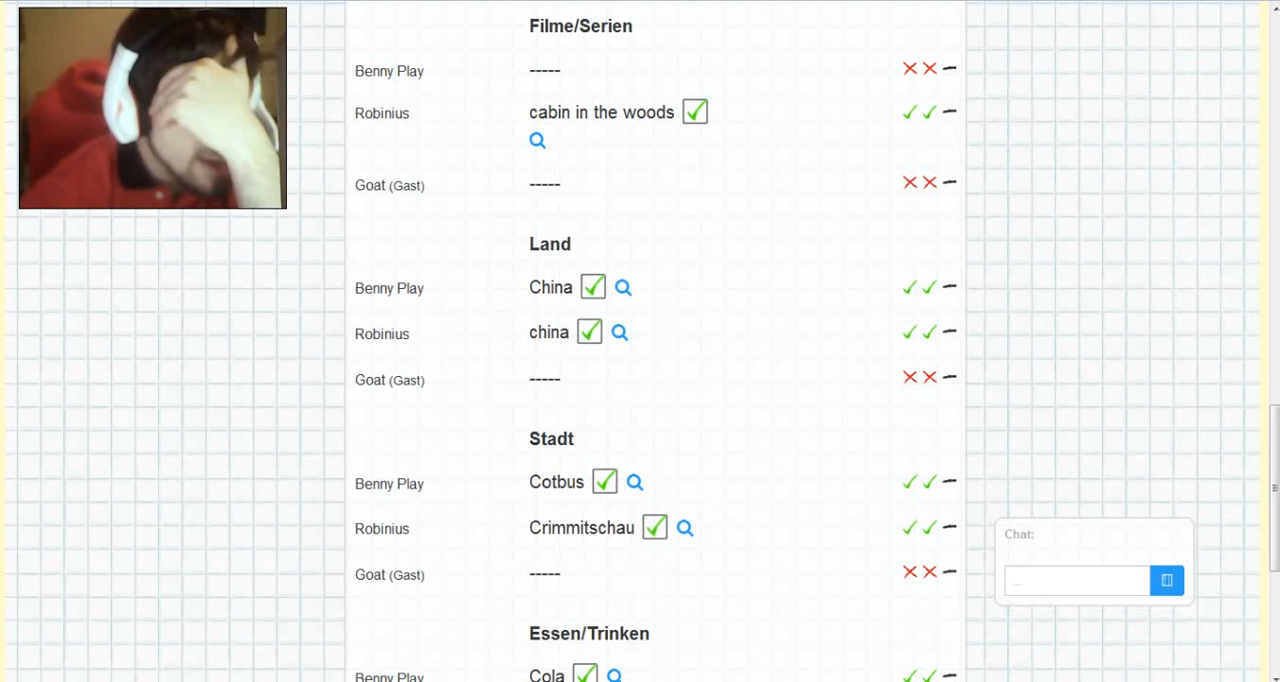 Filme/Serien
Benny Play -----
Robinius cabin in the woods
Goat (Gast) -----
Land
Benny Play China
Robinius china
Goat (Gast) -----
Stadt
Benny Play Cotbus
Robinius Crimmitschau
Goat (Gast) -----
Chat:
...
Essen/Trinken
Benny Play Cola